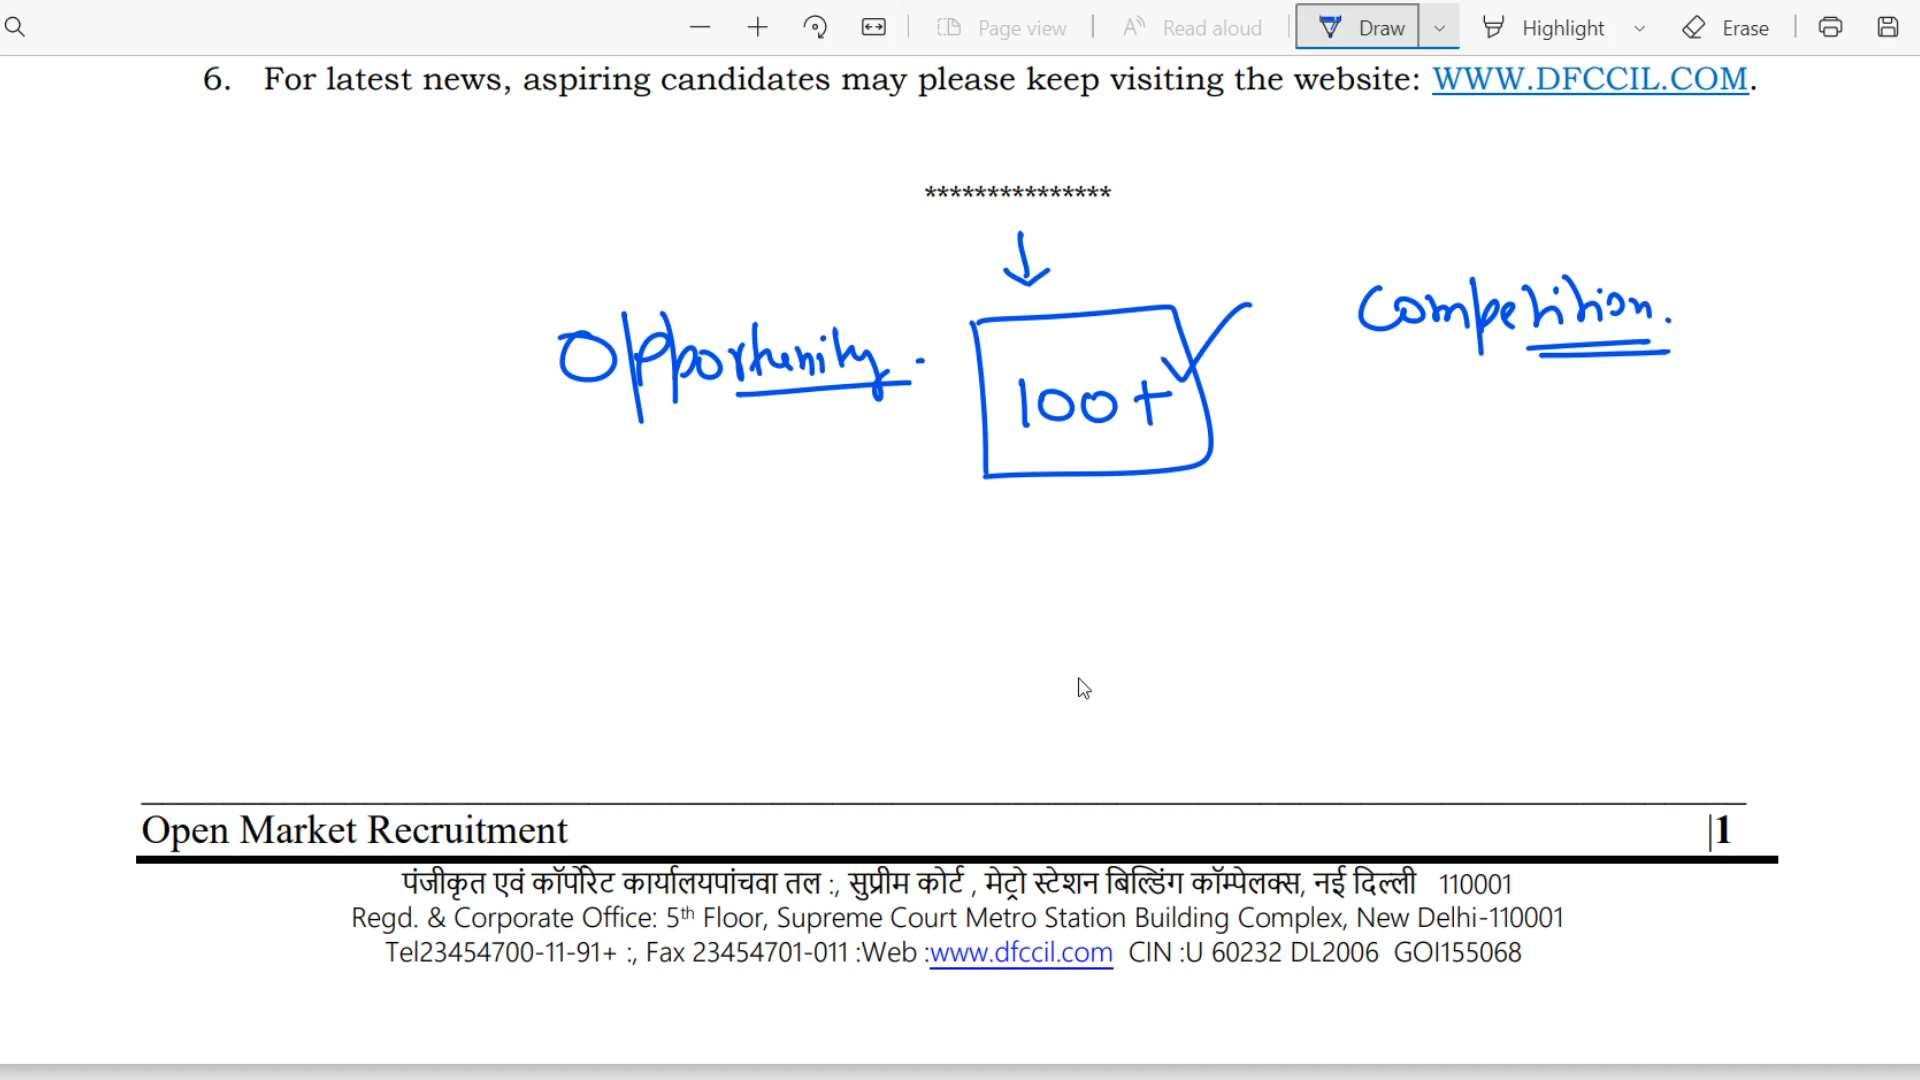 Page view
Read aloud
Draw
Highlight
Erase
6. For latest news, aspiring candidates may please keep visiting the website: WWW.DFCCIL.COM.
***************
Opportunity.
100+
Competition.
Open Market Recruitment |1
पंजीकृत एवं कॉर्पोरेट कार्यालयपांचवा तल :, सुप्रीम कोर्ट , मेट्रो स्टेशन बिल्डिंग कॉम्पेलक्स, नई दिल्ली 110001
Regd. & Corporate Office: 5th Floor, Supreme Court Metro Station Building Complex, New Delhi-110001
Tel23454700-11-91+ :, Fax 23454701-011 :Web :www.dfccil.com CIN :U 60232 DL2006 GOI155068